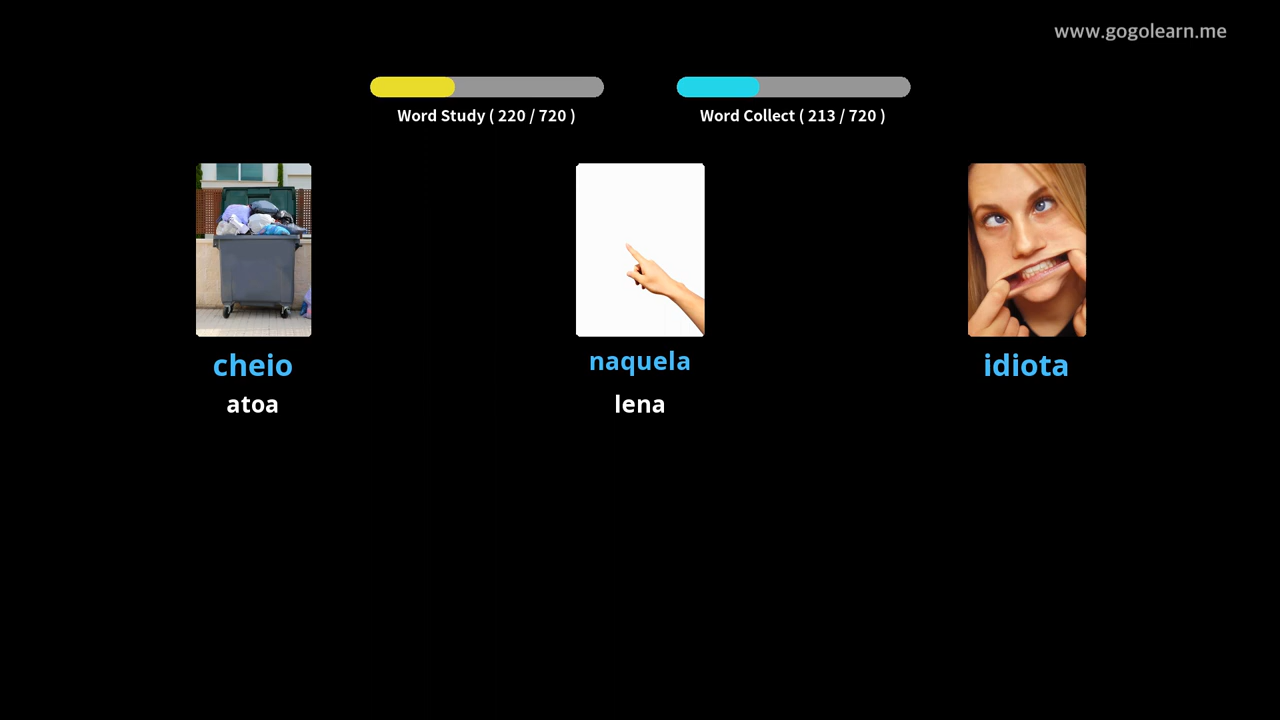 www.gogolearn.me
Word Study ( 220 / 720 )
Word Collect ( 213 / 720 )
cheio
naquela
idiota
atoa
lena